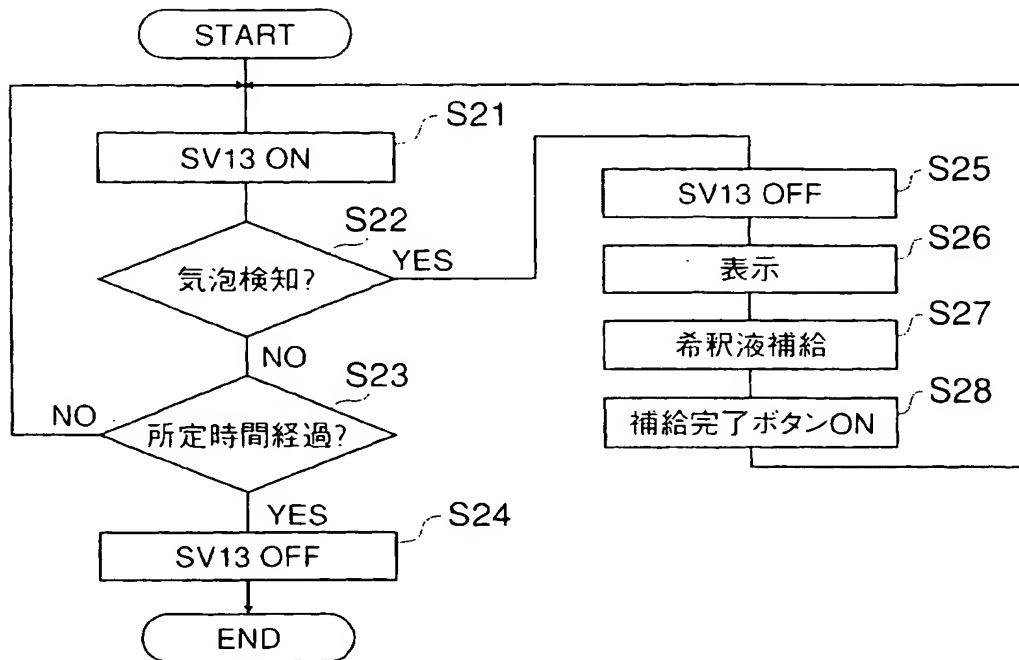 START
S21
SV13 ON
S22
気泡検知?
YES
NO
S23
所定時間経過?
NO
YES
S24
SV13 OFF
END
S25
SV13 OFF
S26
表示
S27
希釈液補給
S28
補給完了ボタンON